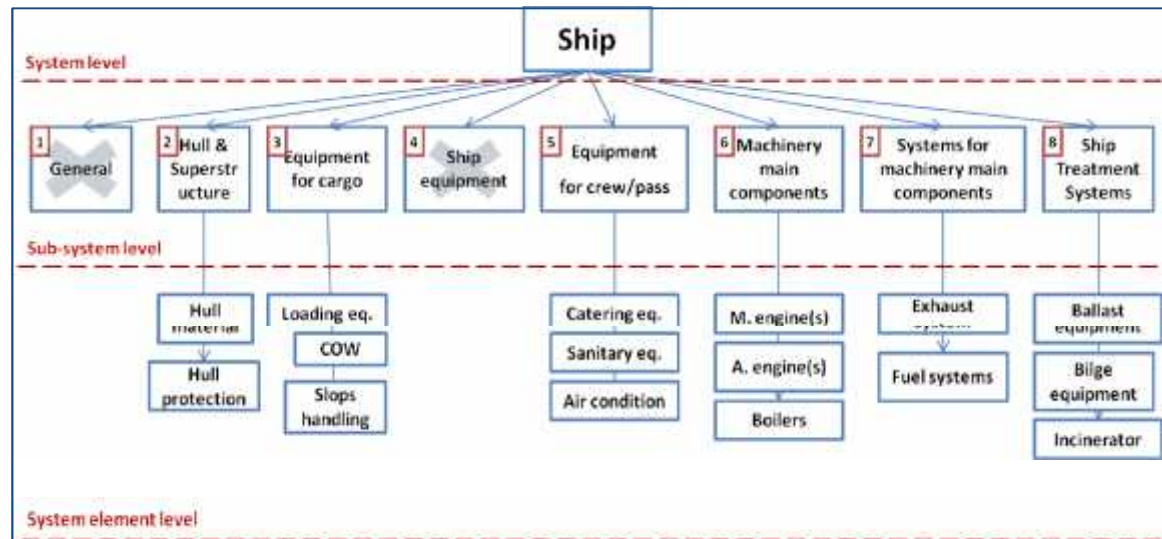 Ship
System level
1
General
2
Hull &
Superstr
ucture
3
Equipment
for cargo
4
Ship
equipment
5
Equipment
for crew/pass
6
Machinery
main
components
7
Systems for
machinery main
components
8
Ship
Treatment
Systems
Sub-system level
Hull
material
Hull
protection
Loading eq.
COW
Slops
handling
Catering eq.
Sanitary eq.
Air condition
M. engine(s)
A. engine(s)
Boilers
Exhaust
system
Fuel systems
Ballast
equipment
Bilge
equipment
Incinerator
System element level